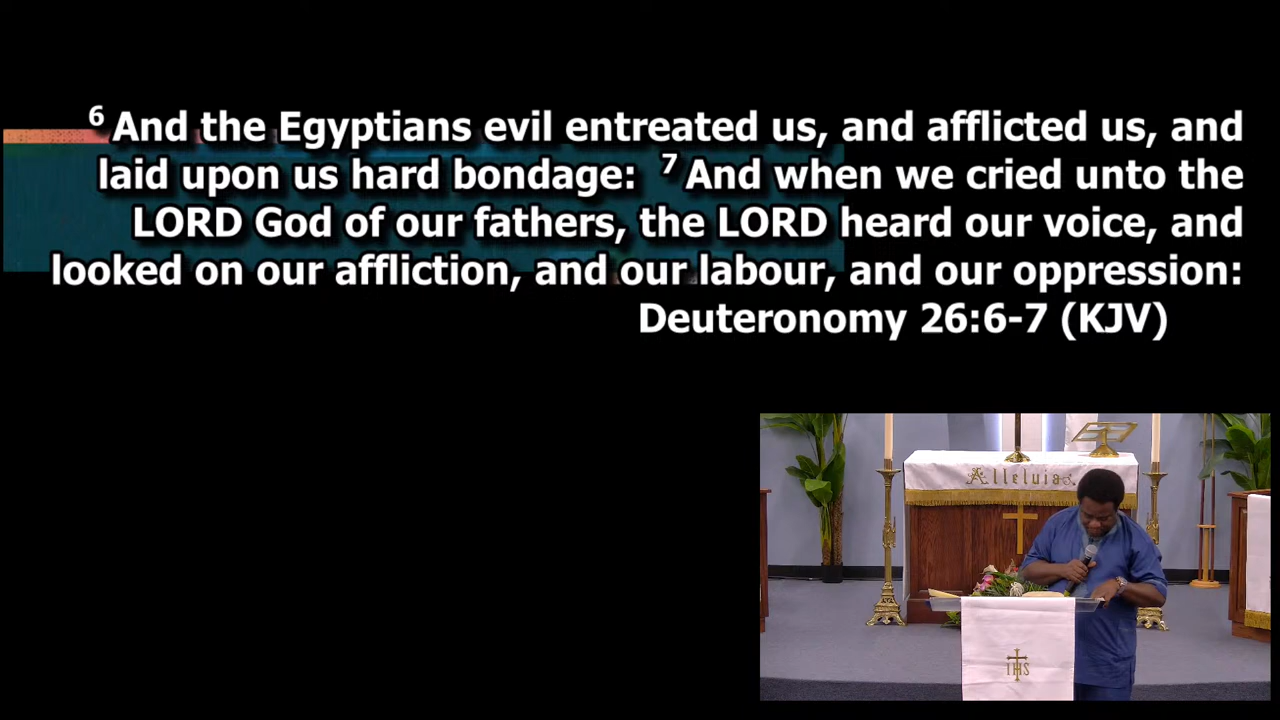 6 And the Egyptians evil entreated us, and afflicted us, and
laid upon us hard bondage: 7 And when we cried unto the
LORD God of our fathers, the LORD heard our voice, and
looked on our affliction, and our labour, and our oppression:
Deuteronomy 26:6-7 (KJV)
Alleluia
IHS